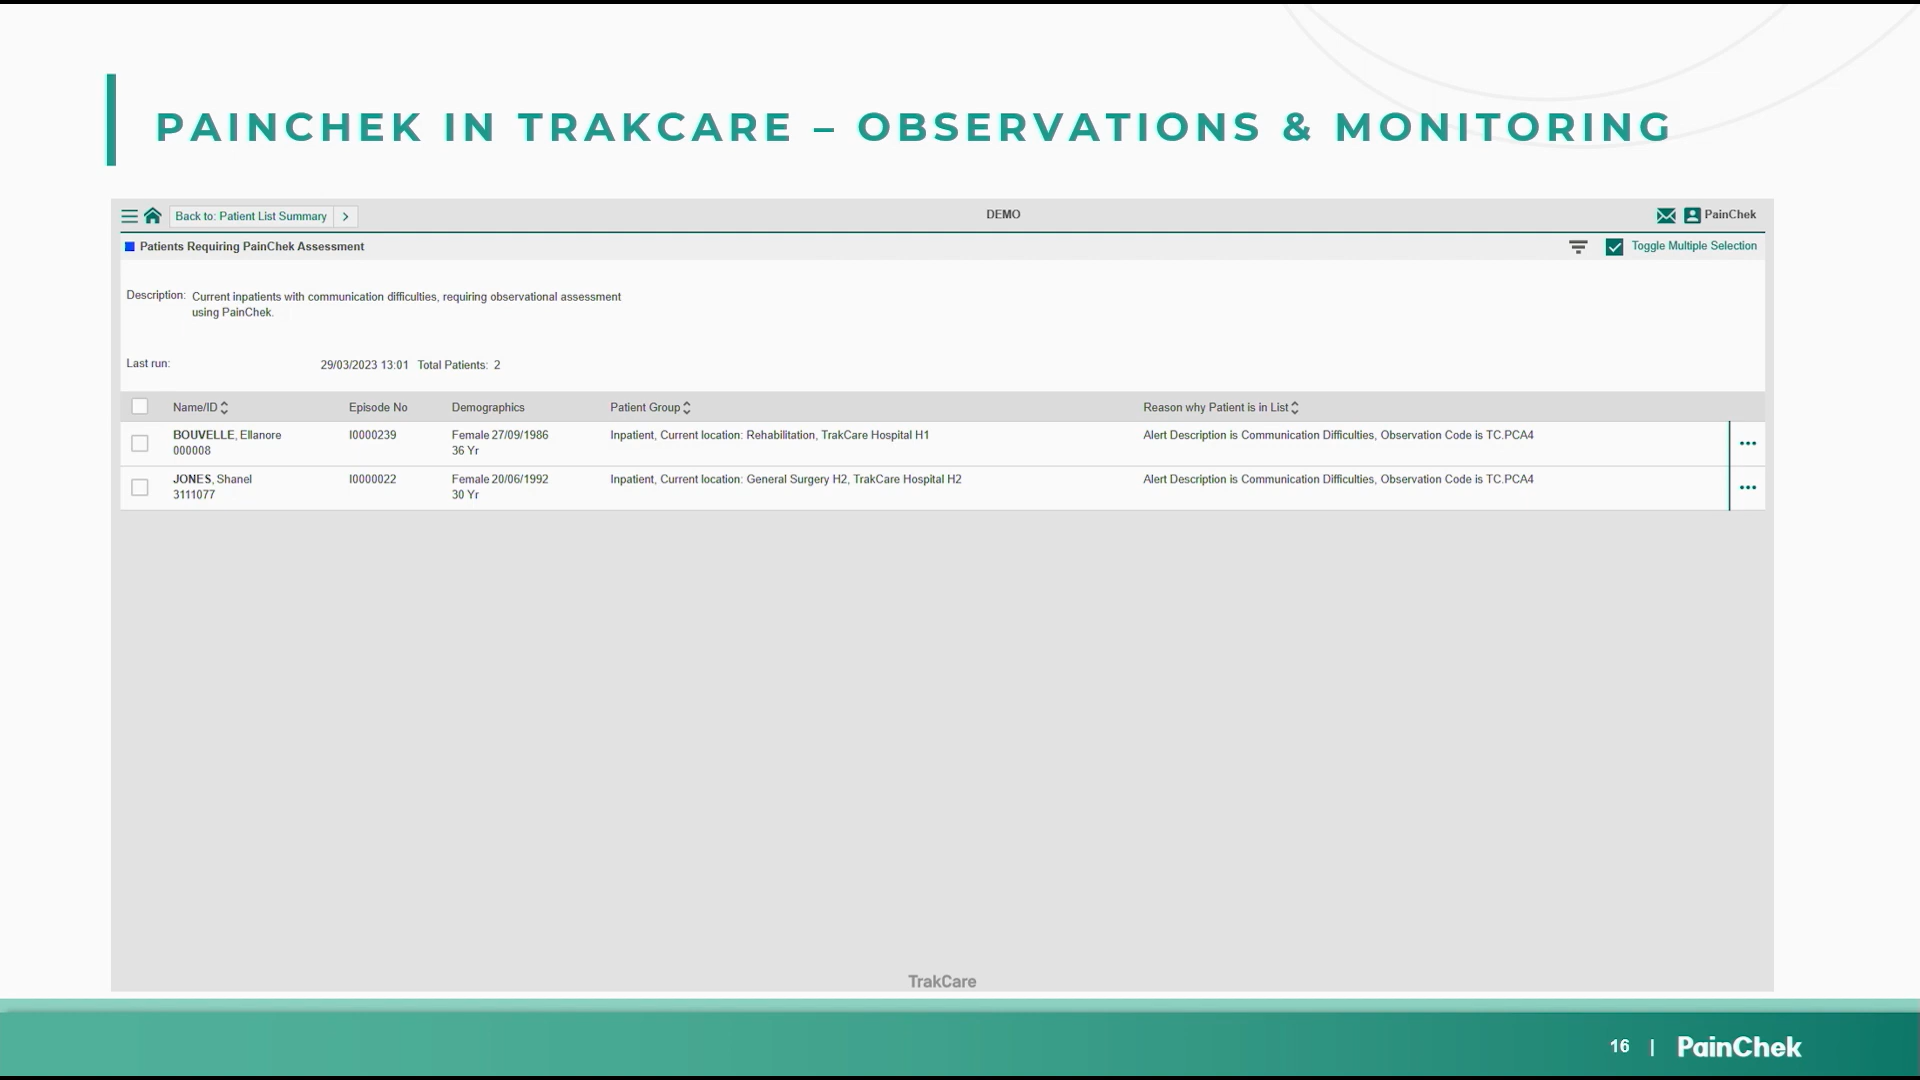 PAINCHEK IN TRAKCARE – OBSERVATIONS & MONITORING
Back to: Patient List Summary
DEMO
PainChek
Patients Requiring PainChek Assessment
Toggle Multiple Selection
Description: Current inpatients with communication difficulties, requiring observational assessment
using PainChek.
Last run: 29/03/2023 13:01 Total Patients: 2
Name/ID Episode No Demographics Patient Group Reason why Patient is in List
BOUVELLE, Ellanore I0000239 Female 27/09/1986 Inpatient, Current location: Rehabilitation, TrakCare Hospital H1 Alert Description is Communication Difficulties, Observation Code is TC.PCA4
000008 36 Yr
JONES, Shanel I0000022 Female 20/06/1992 Inpatient, Current location: General Surgery H2, TrakCare Hospital H2 Alert Description is Communication Difficulties, Observation Code is TC.PCA4
3111077 30 Yr
TrakCare
16 | PainChek